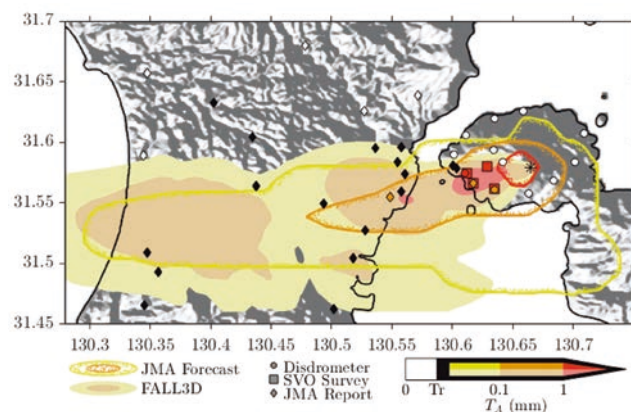 31.7
31.65
31.6
31.55
31.5
31.45
130.3 130.35 130.4 130.45 130.5 130.55 130.6 130.65 130.7
JMA Forecast
FALL3D
Disdrometer
SVO Survey
JMA Report
0 Tr 0.1 1
T_A (mm)